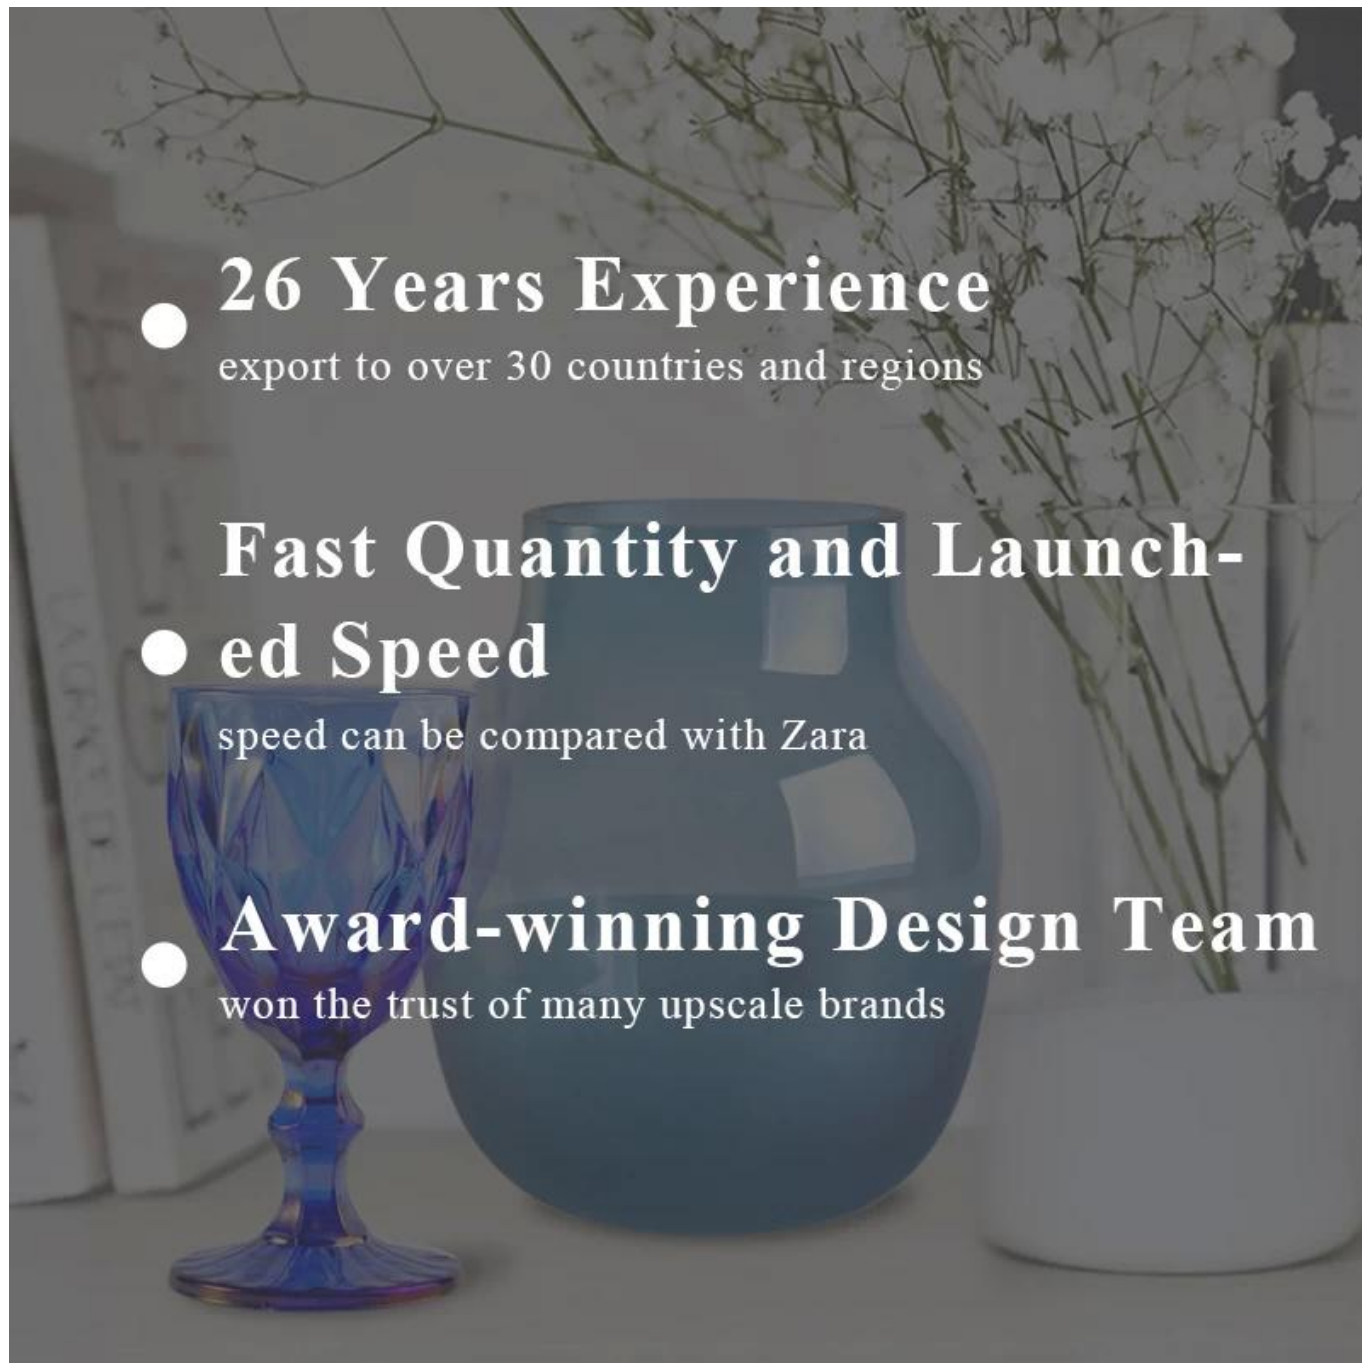 26 Years Experience
export to over 30 countries and regions
Fast Quantity and Launch-
ed Speed
speed can be compared with Zara
Award-winning Design Team
won the trust of many upscale brands